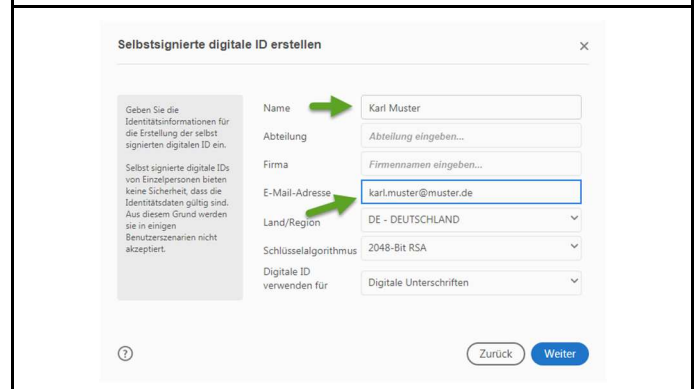 Selbstsignierte digitale ID erstellen
×
Geben Sie die
Identitätsinformationen für
die Erstellung der selbst
signierten digitalen ID ein.
Selbst signierte digitale IDs
von Einzelpersonen bieten
keine Sicherheit, dass die
Identitätsdaten gültig sind.
Aus diesem Grund werden
sie in einigen
Benutzerszenarien nicht
akzeptiert.
Name Karl Muster
Abteilung Abteilung eingeben...
Firma Firmennamen eingeben...
E-Mail-Adresse karl.muster@muster.de
Land/Region DE - DEUTSCHLAND
Schlüsselalgorithmus 2048-Bit RSA
Digitale ID
verwenden für Digitale Unterschriften
?
Zurück Weiter